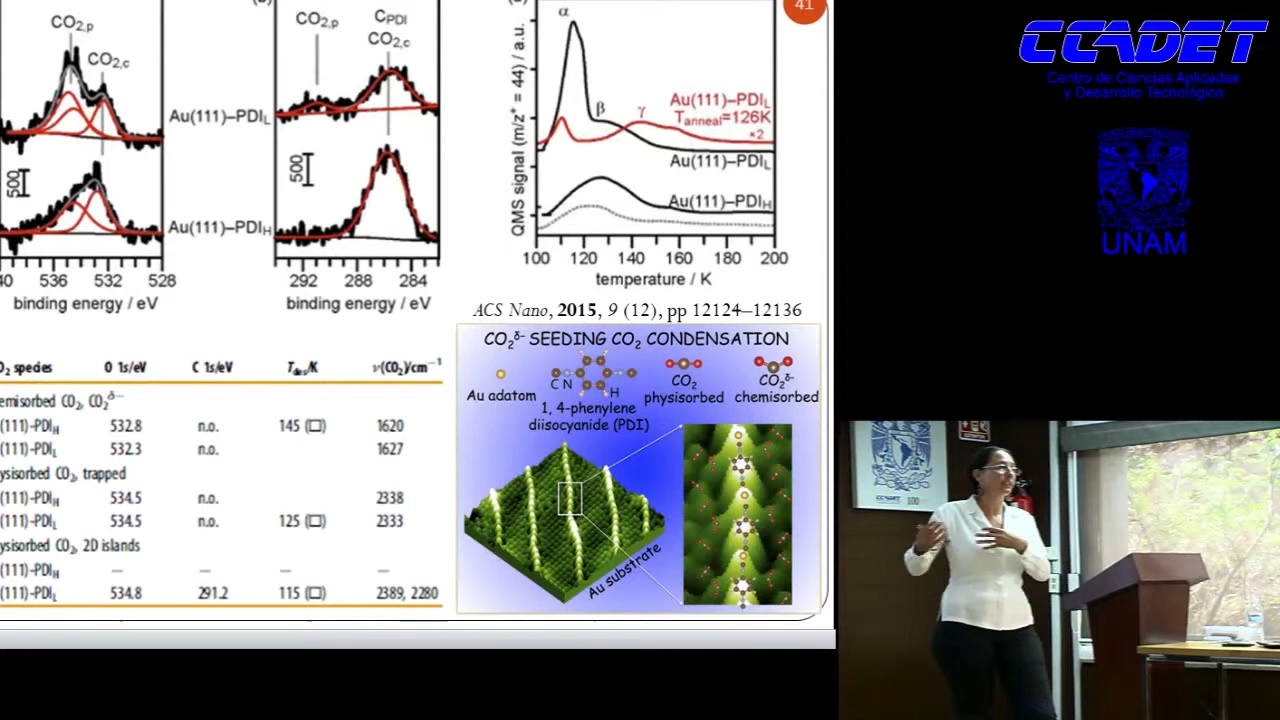 41
CO2,p
CO2,c
Au(111)–PDIL
500
Au(111)–PDIH
536 532 528
binding energy / eV
CO2,p
CPDI
CO2,c
500
292 288 284
binding energy / eV
QMS signal (m/z+ = 44) / a.u.
α
β
γ
Au(111)–PDIL
Tanneal=126K
×2
Au(111)–PDIL
Au(111)–PDIH
100 120 140 160 180 200
temperature / K
ACS Nano, 2015, 9 (12), pp 12124–12136
species O 1s/eV C 1s/eV Tdes/K ν(CO2)/cm−1
CO2, CO2δ−
(111)-PDIH 532.8 n.o. 145 (□) 1620
(111)-PDIL 532.3 n.o. 1627
CO2, trapped
(111)-PDIH 534.5 n.o. 2338
(111)-PDIL 534.5 n.o. 125 (□) 2333
CO2, 2D islands
(111)-PDIH — — — —
(111)-PDIL 534.8 291.2 115 (□) 2389, 2280
CO2δ- SEEDING CO2 CONDENSATION
Au adatom
C N
H
1, 4-phenylene
diisocyanide (PDI)
CO2
physisorbed
CO2δ-
chemisorbed
Au substrate
CCADET
Centro de Ciencias Aplicadas
y Desarrollo Tecnológico
UNAM
CCADET
100